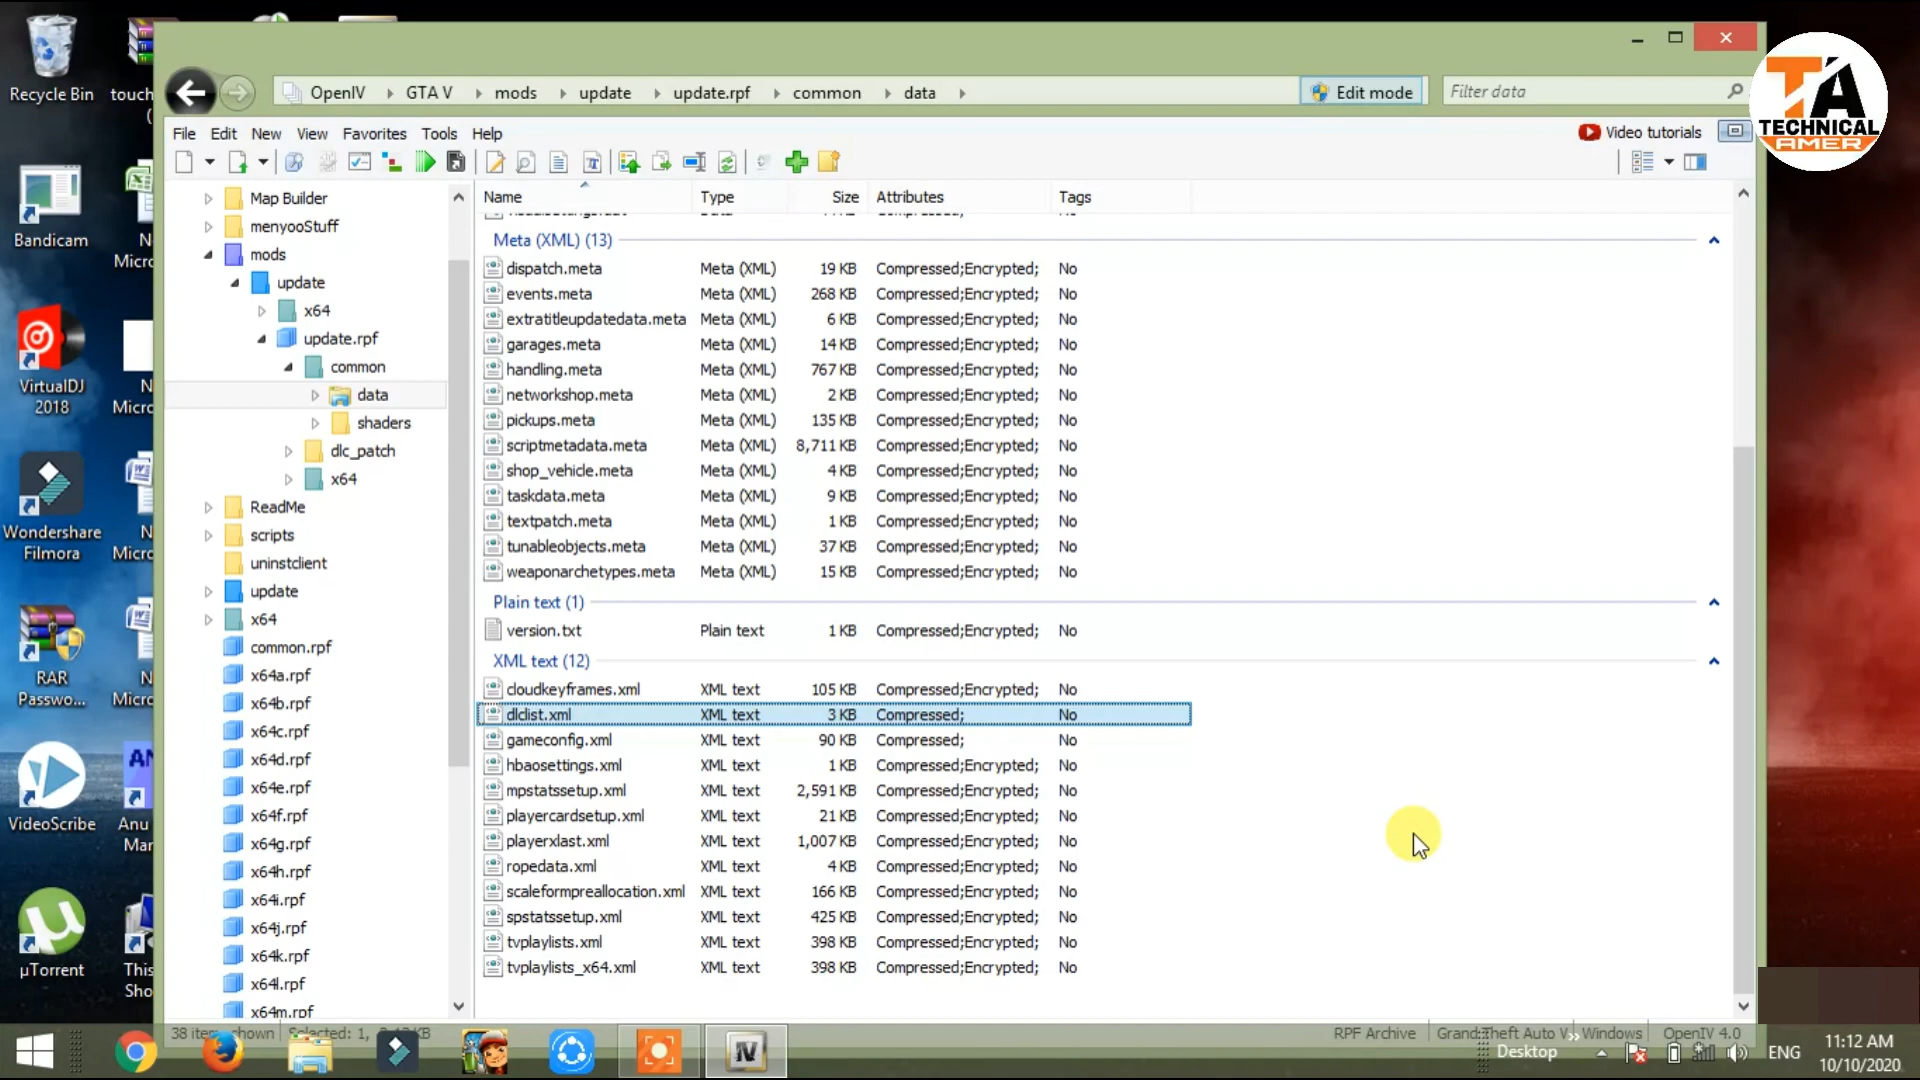 Recycle Bin
touch
(
Bandicam
N
Micro
VirtualDJ
2018
N
Micro
Wondershare
Filmora
N
Micro
RAR
Passwo...
N
Micro
VideoScribe
Anu
Mar
µTorrent
This
Sho
OpenIV GTA V mods update update.rpf common data
Edit mode
Filter data
TA
TECHNICAL
AMER
File Edit New View Favorites Tools Help
Video tutorials
Map Builder
menyooStuff
mods
update
x64
update.rpf
common
data
shaders
dlc_patch
x64
ReadMe
scripts
uninstclient
update
x64
common.rpf
x64a.rpf
x64b.rpf
x64c.rpf
x64d.rpf
x64e.rpf
x64f.rpf
x64g.rpf
x64h.rpf
x64i.rpf
x64j.rpf
x64k.rpf
x64l.rpf
x64m.rpf
Name Type Size Attributes Tags
Meta (XML) (13)
dispatch.meta Meta (XML) 19 KB Compressed;Encrypted; No
events.meta Meta (XML) 268 KB Compressed;Encrypted; No
extratitleupdatedata.meta Meta (XML) 6 KB Compressed;Encrypted; No
garages.meta Meta (XML) 14 KB Compressed;Encrypted; No
handling.meta Meta (XML) 767 KB Compressed;Encrypted; No
networkshop.meta Meta (XML) 2 KB Compressed;Encrypted; No
pickups.meta Meta (XML) 135 KB Compressed;Encrypted; No
scriptmetadata.meta Meta (XML) 8,711 KB Compressed;Encrypted; No
shop_vehicle.meta Meta (XML) 4 KB Compressed;Encrypted; No
taskdata.meta Meta (XML) 9 KB Compressed;Encrypted; No
textpatch.meta Meta (XML) 1 KB Compressed;Encrypted; No
tunableobjects.meta Meta (XML) 37 KB Compressed;Encrypted; No
weaponarchetypes.meta Meta (XML) 15 KB Compressed;Encrypted; No
Plain text (1)
version.txt Plain text 1 KB Compressed;Encrypted; No
XML text (12)
cloudkeyframes.xml XML text 105 KB Compressed;Encrypted; No
dlclist.xml XML text 3 KB Compressed; No
gameconfig.xml XML text 90 KB Compressed; No
hbaosettings.xml XML text 1 KB Compressed;Encrypted; No
mpstatssetup.xml XML text 2,591 KB Compressed;Encrypted; No
playercardsetup.xml XML text 21 KB Compressed;Encrypted; No
playerxlast.xml XML text 1,007 KB Compressed;Encrypted; No
ropedata.xml XML text 4 KB Compressed;Encrypted; No
scaleformpreallocation.xml XML text 166 KB Compressed;Encrypted; No
spstatssetup.xml XML text 425 KB Compressed;Encrypted; No
tvplaylists.xml XML text 398 KB Compressed;Encrypted; No
tvplaylists_x64.xml XML text 398 KB Compressed;Encrypted; No
shown Selected: 1, KB
RPF Archive Grand Theft Auto V Windows OpenIV 4.0
Desktop
ENG
11:12 AM
10/10/2020